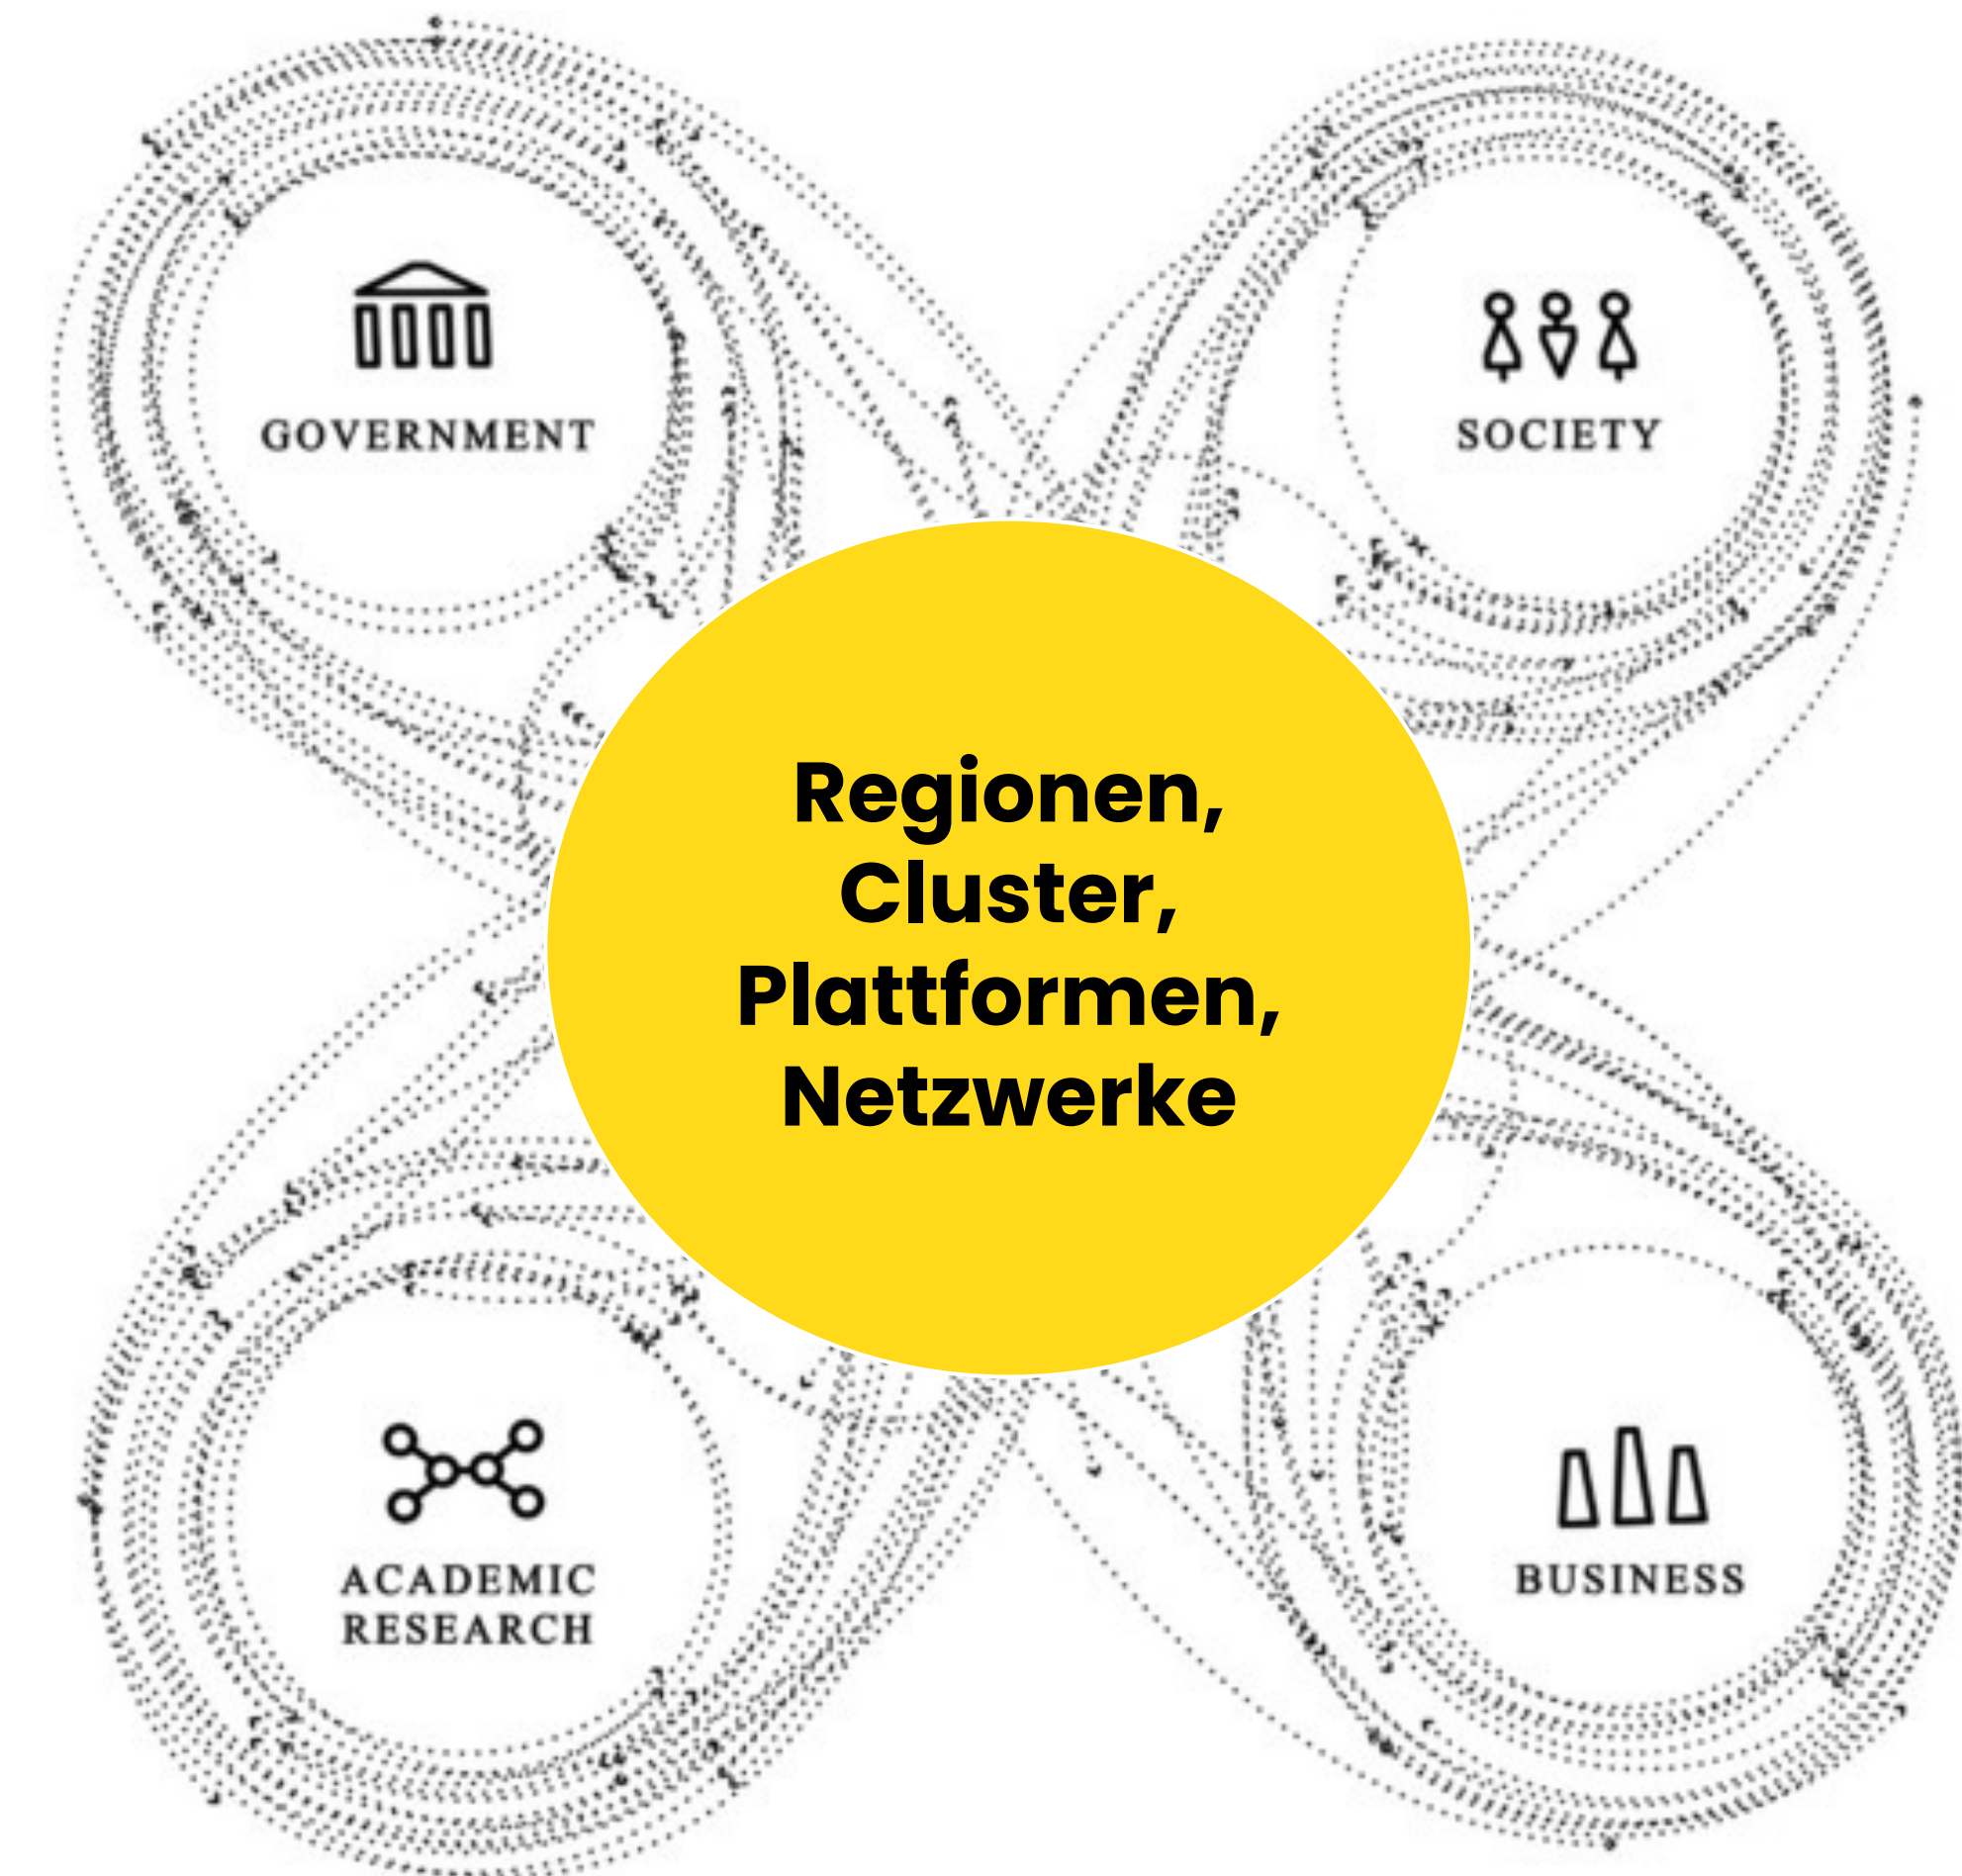 GOVERNMENT
SOCIETY
Regionen,
Cluster,
Plattformen,
Netzwerke
ACADEMIC
RESEARCH
BUSINESS